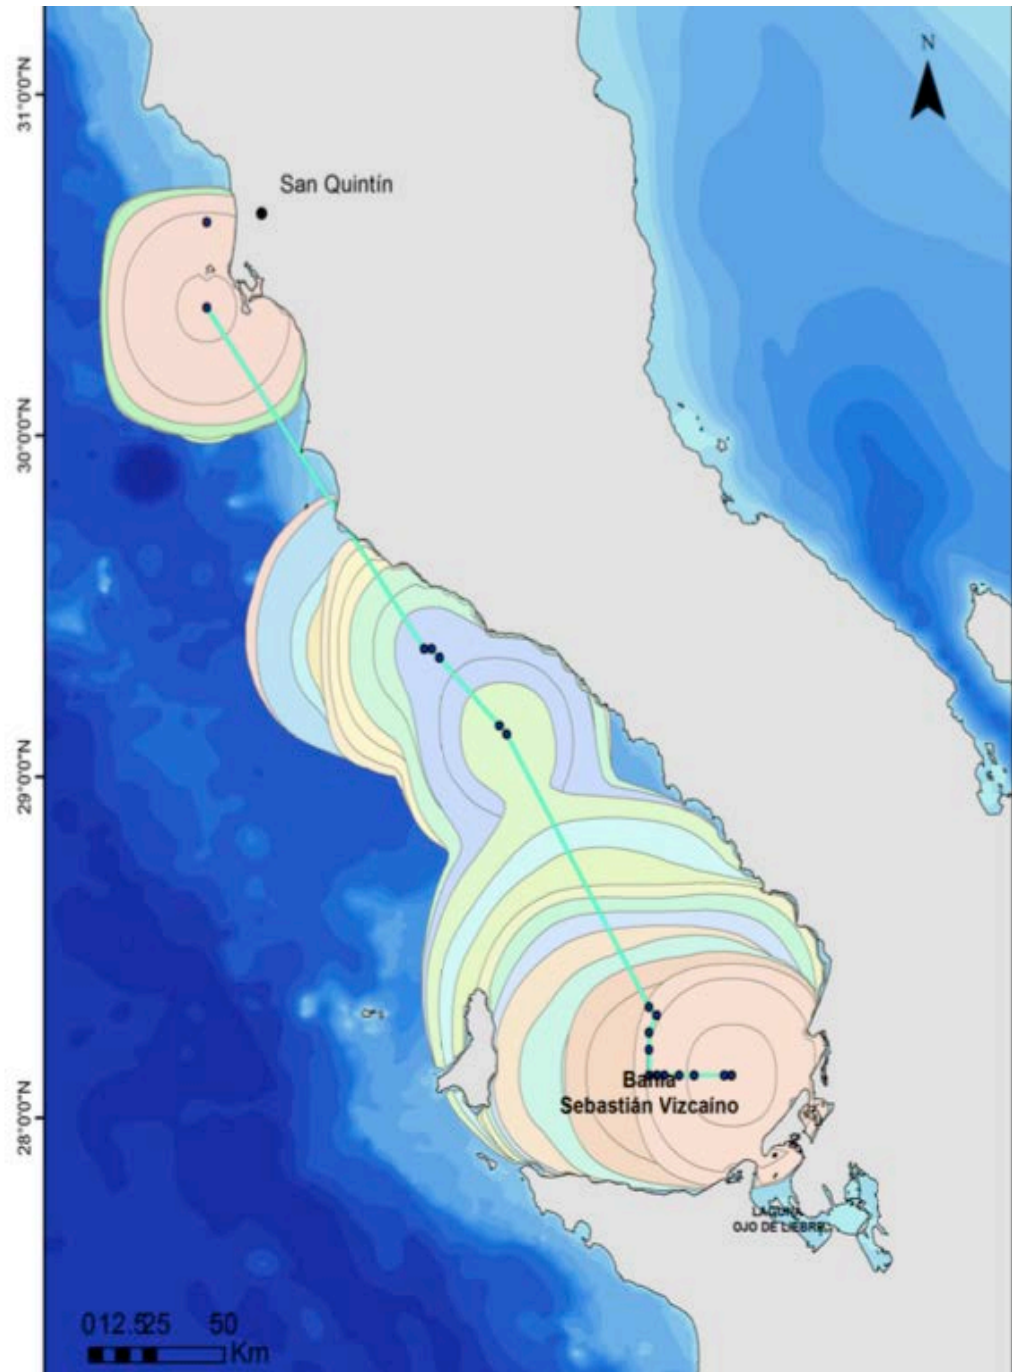 N
31°0'0"N
San Quintín
30°0'0"N
29°0'0"N
28°0'0"N
Bahía
Sebastián Vizcaíno
LAGUNA
OJO DE LIEBRE
0 12.5 25 50
Km